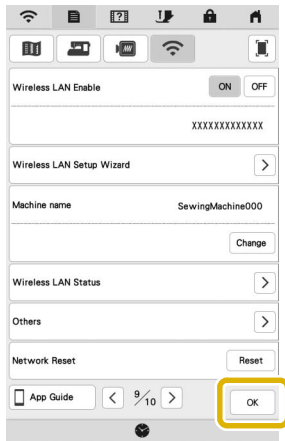 Wireless LAN Enable ON OFF
XXXXXXXXXXXXX
Wireless LAN Setup Wizard
Machine name SewingMachine000
Change
Wireless LAN Status
Others
Network Reset Reset
App Guide 9/10 OK